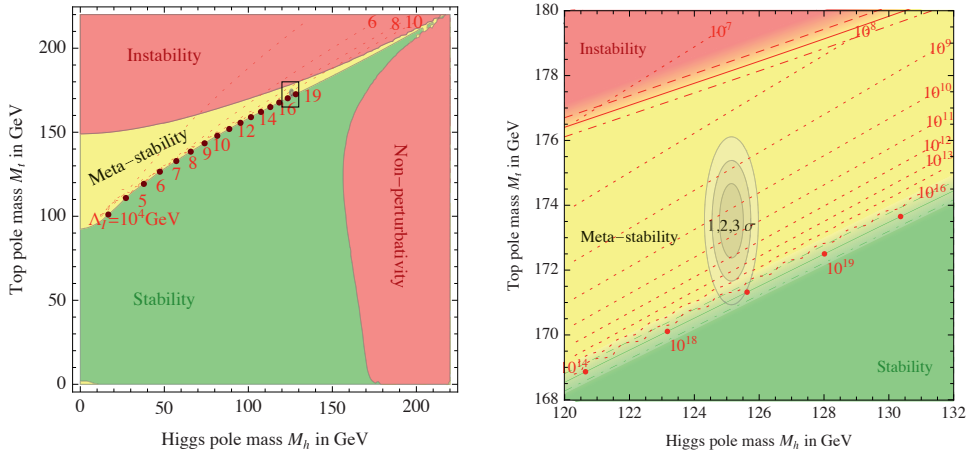 6 8 10
200
150
100
50
0
Top pole mass M_t in GeV
Instability
Meta−stability
Stability
Non−perturbativity
19
16
14
12
10
9
8
7
6
5
Λ_I=10^4GeV
0 50 100 150 200
Higgs pole mass M_h in GeV
180
178
176
174
172
170
168
Top pole mass M_t in GeV
Instability
10^7
10^8
10^9
10^10
10^11
10^12
10^13
10^16
1,2,3 σ
Meta−stability
10^19
10^18
10^14
Stability
120 122 124 126 128 130 132
Higgs pole mass M_h in GeV